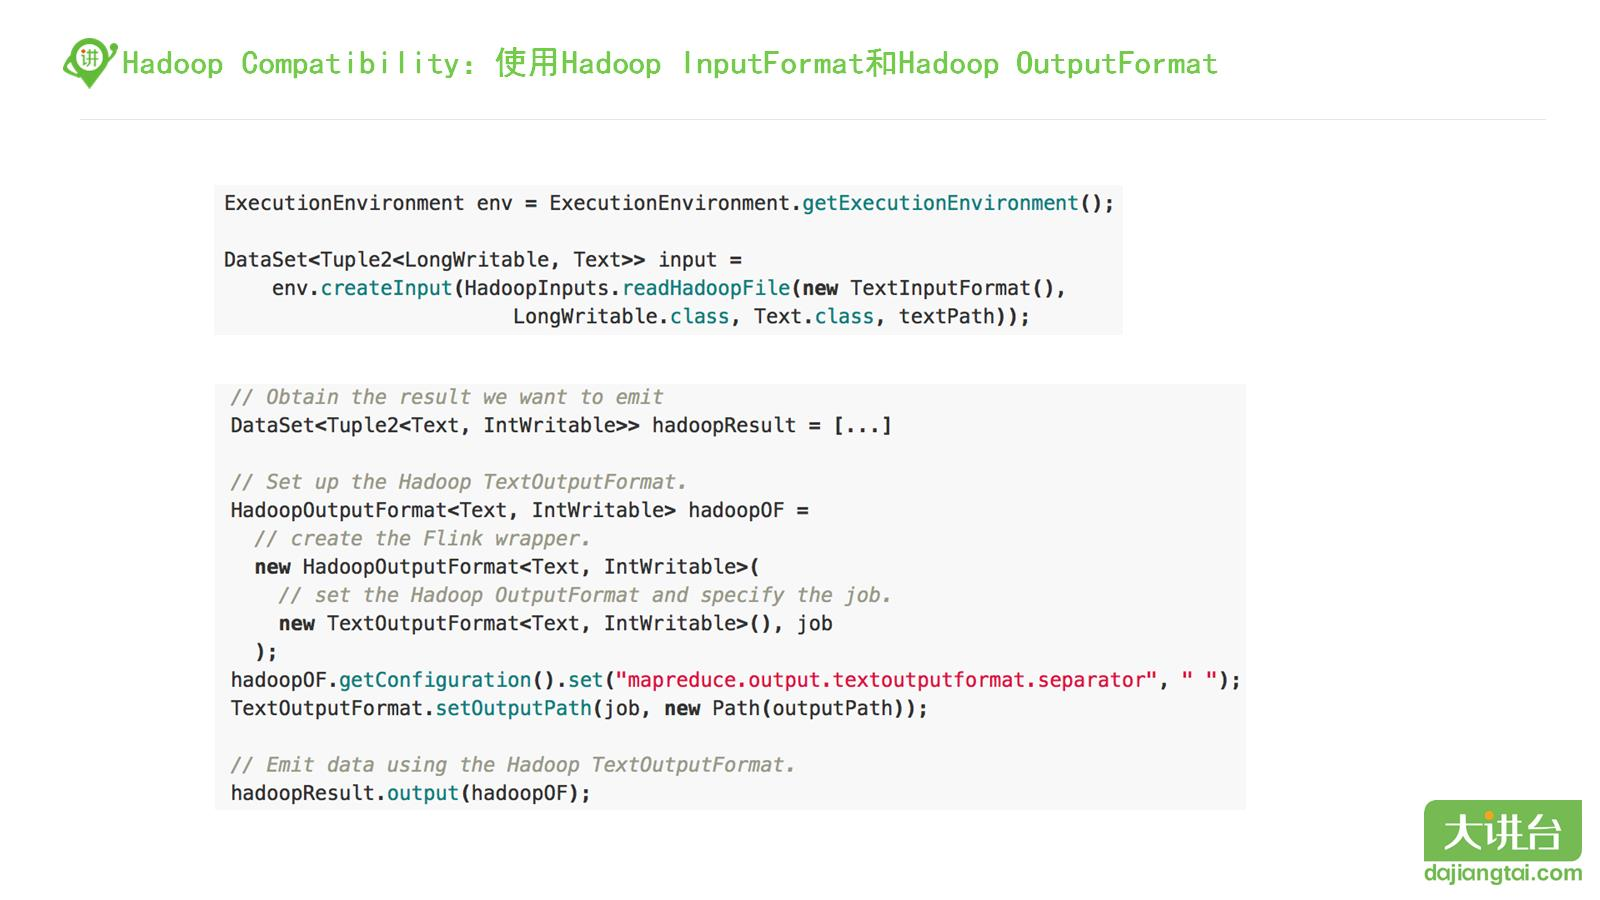 讲
Hadoop Compatibility：使用Hadoop InputFormat和Hadoop OutputFormat
ExecutionEnvironment env = ExecutionEnvironment.getExecutionEnvironment();
DataSet<Tuple2<LongWritable, Text>> input =
    env.createInput(HadoopInputs.readHadoopFile(new TextInputFormat(),
                        LongWritable.class, Text.class, textPath));
// Obtain the result we want to emit
DataSet<Tuple2<Text, IntWritable>> hadoopResult = [...]
// Set up the Hadoop TextOutputFormat.
HadoopOutputFormat<Text, IntWritable> hadoopOF =
  // create the Flink wrapper.
  new HadoopOutputFormat<Text, IntWritable>(
    // set the Hadoop OutputFormat and specify the job.
    new TextOutputFormat<Text, IntWritable>(), job
  );
hadoopOF.getConfiguration().set("mapreduce.output.textoutputformat.separator", " ");
TextOutputFormat.setOutputPath(job, new Path(outputPath));
// Emit data using the Hadoop TextOutputFormat.
hadoopResult.output(hadoopOF);
大讲台
dajiangtai.com